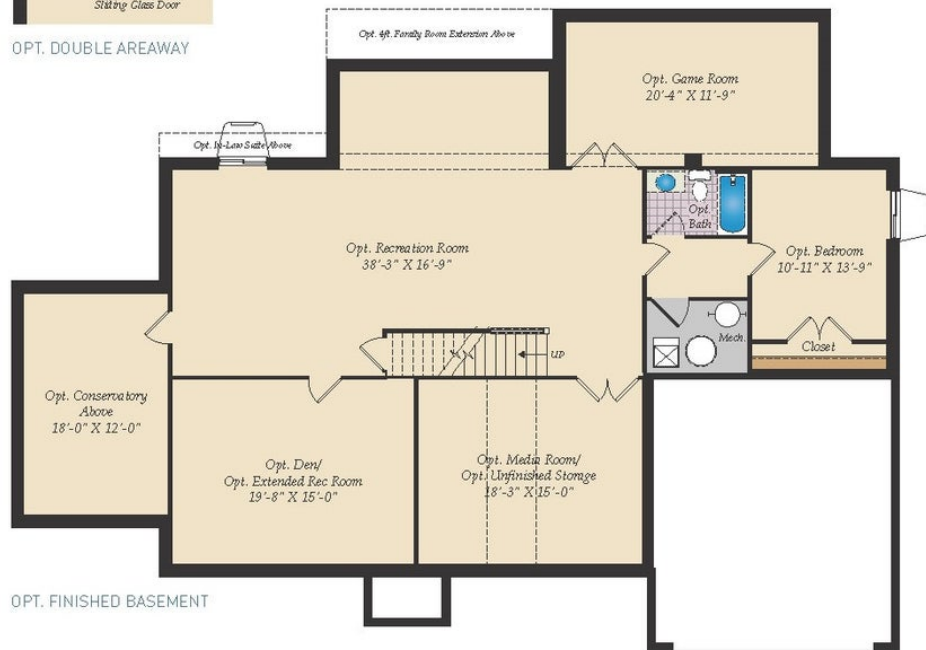 Sliding Glass Door
OPT. DOUBLE AREAWAY
Opt. 4ft. Family Room Extension Above
Opt. Game Room
20'-4" X 11'-9"
Opt. In-Law Suite Above
Opt.
Bath
Opt. Recreation Room
38'-3" X 16'-9"
Opt. Bedroom
10'-11" X 13'-9"
Mech.
Closet
UP
Opt. Conservatory
Above
18'-0" X 12'-0"
Opt. Den/
Opt. Extended Rec Room
19'-8" X 15'-0"
Opt. Media Room/
Opt. Unfinished Storage
18'-3" X 15'-0"
OPT. FINISHED BASEMENT